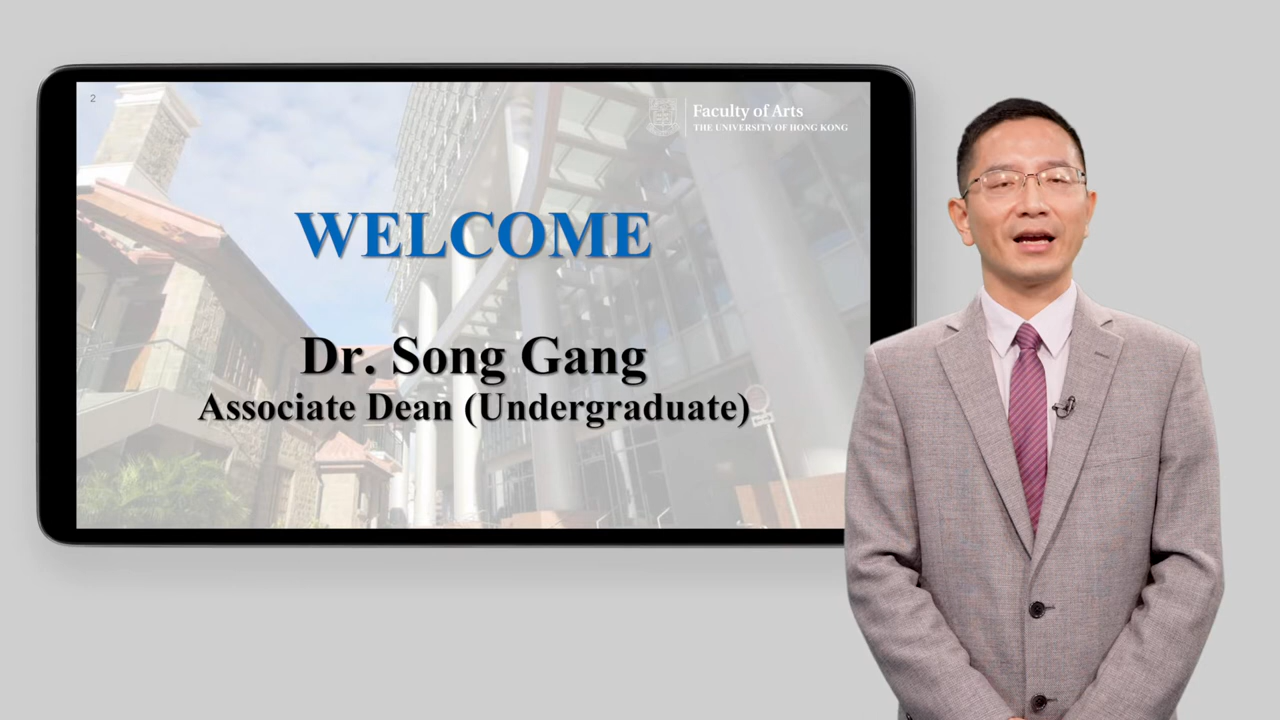 2
Faculty of Arts
THE UNIVERSITY OF HONG KONG
WELCOME
Dr. Song Gang
Associate Dean (Undergraduate)